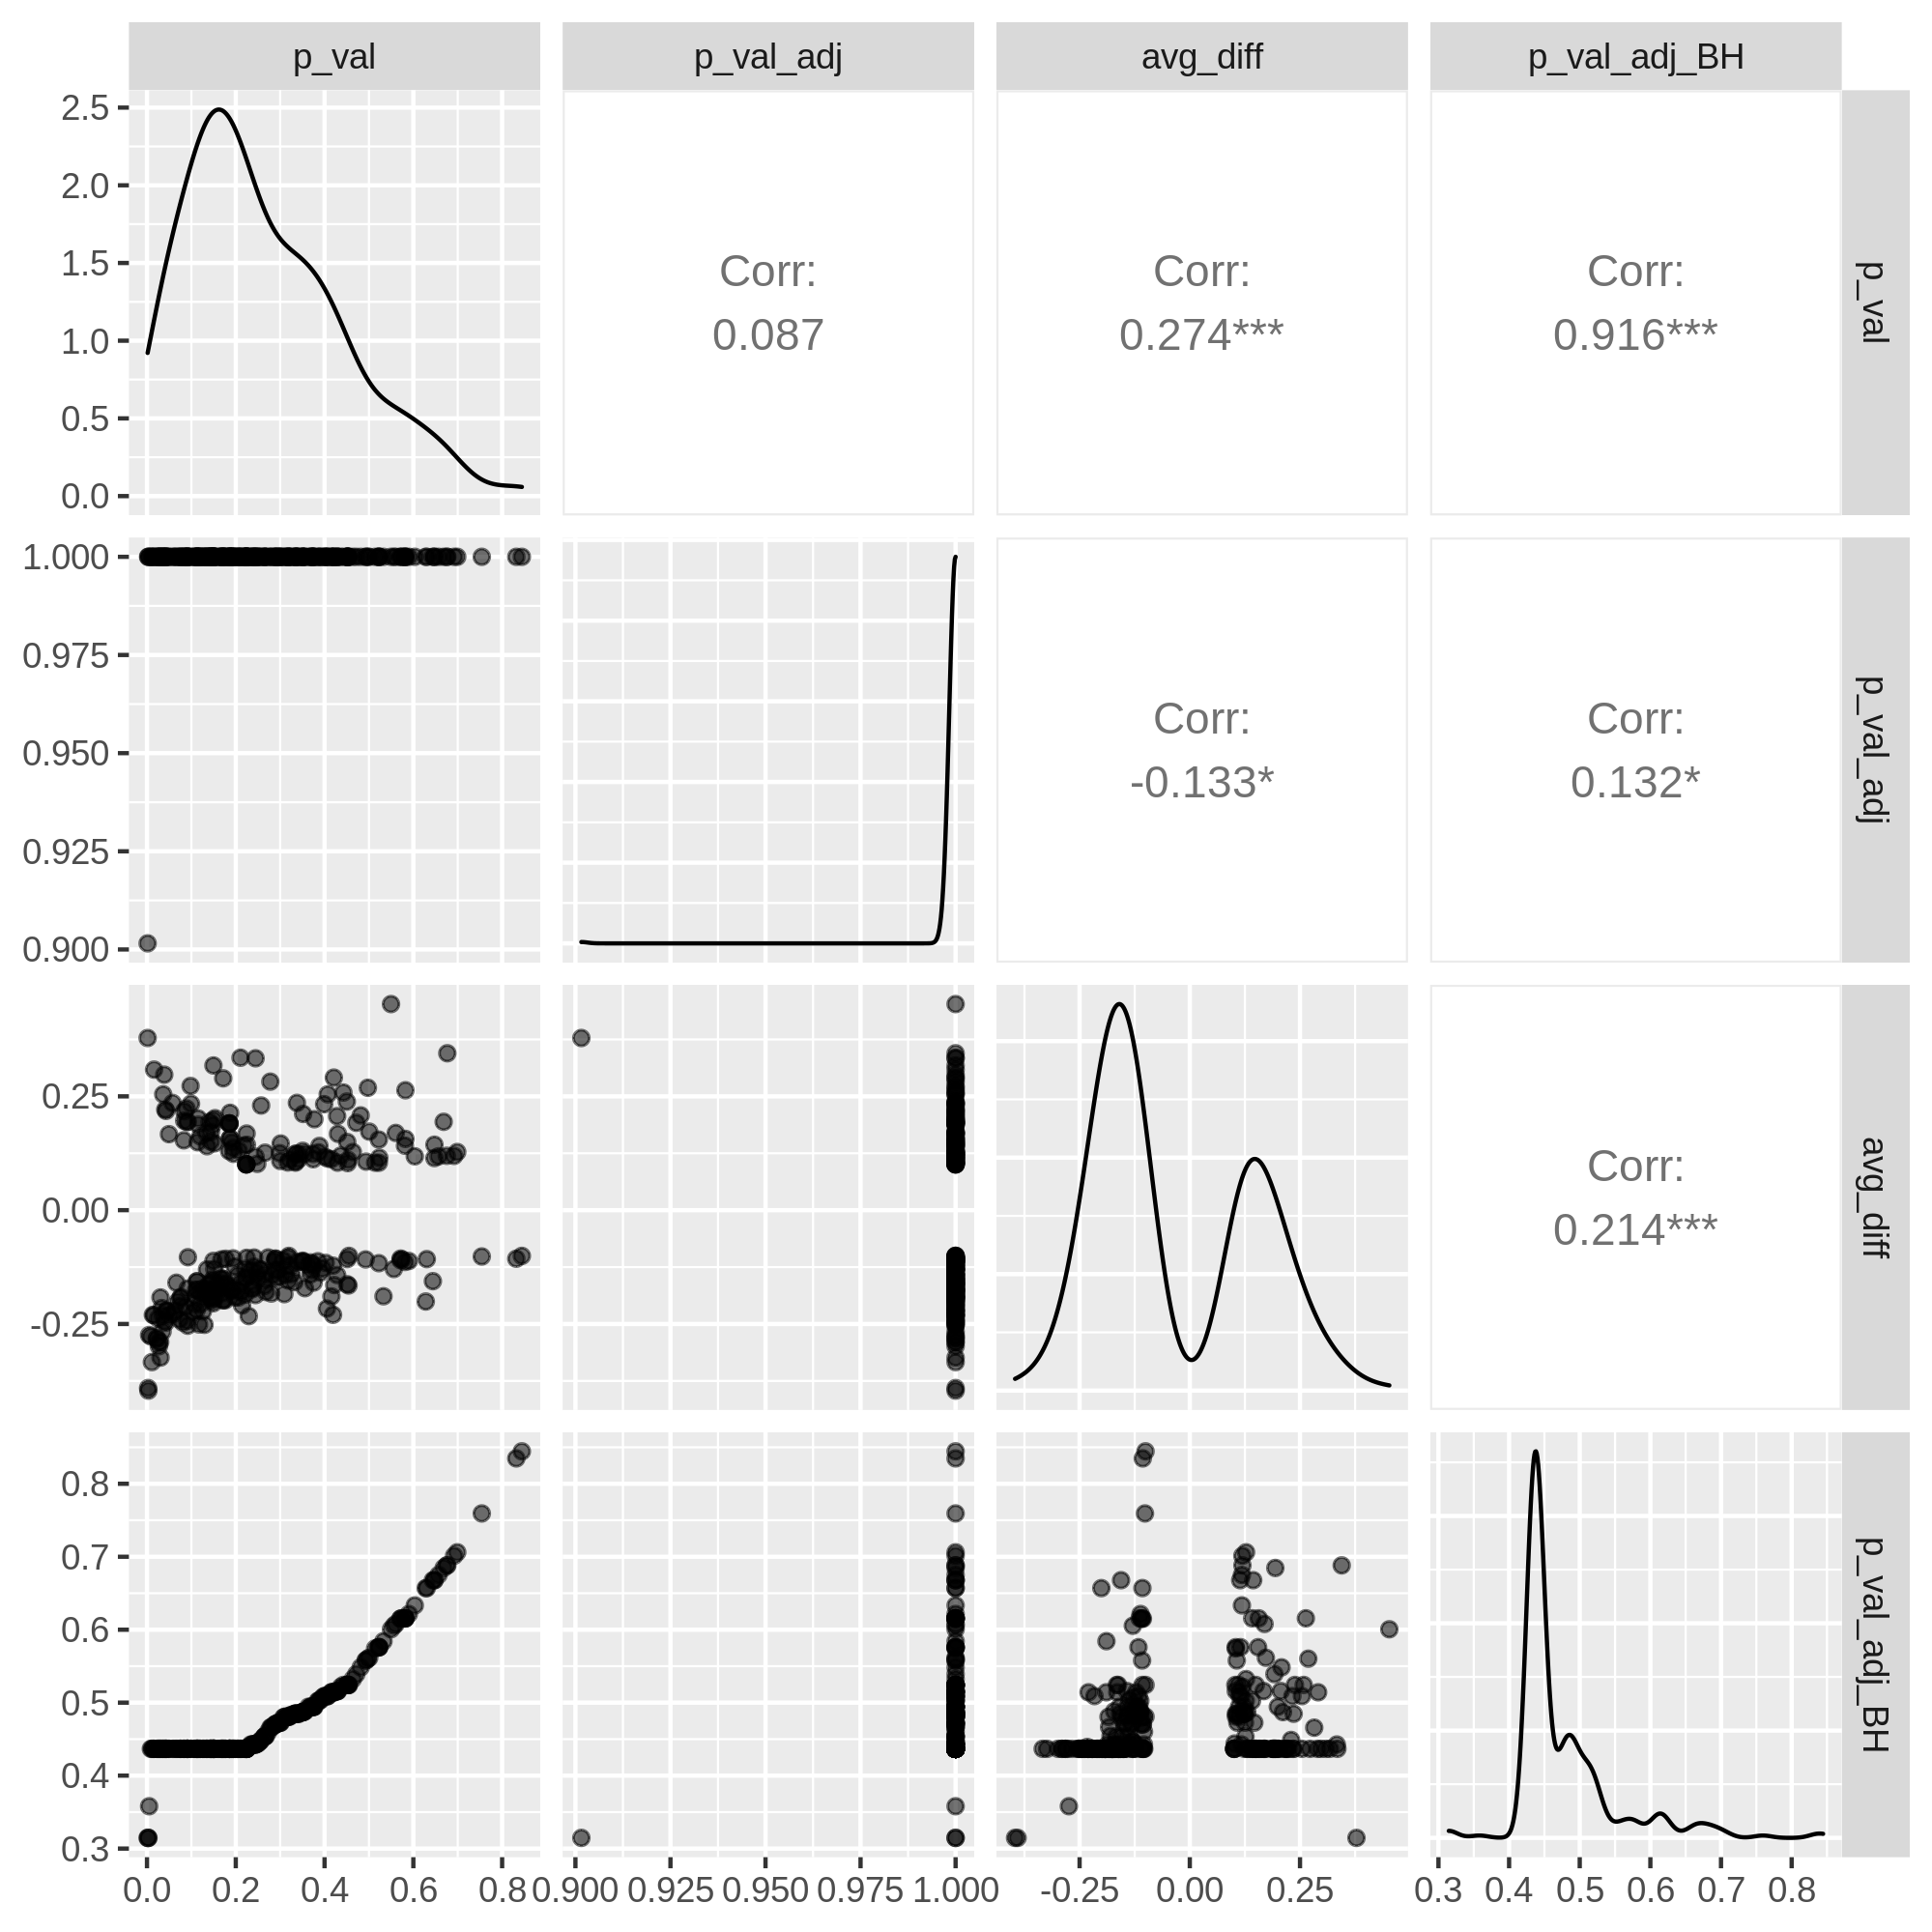 p_val p_val_adj avg_diff p_val_adj_BH
2.5
2.0
1.5
1.0
0.5
0.0
Corr:
0.087
Corr:
0.274***
Corr:
0.916***
p_val
1.000
0.975
0.950
0.925
0.900
Corr:
-0.133*
Corr:
0.132*
p_val_adj
0.25
0.00
-0.25
Corr:
0.214***
avg_diff
0.8
0.7
0.6
0.5
0.4
0.3
p_val_adj_BH
0.0 0.2 0.4 0.6 0.8 0.900 0.925 0.950 0.975 1.000 -0.25 0.00 0.25 0.3 0.4 0.5 0.6 0.7 0.8